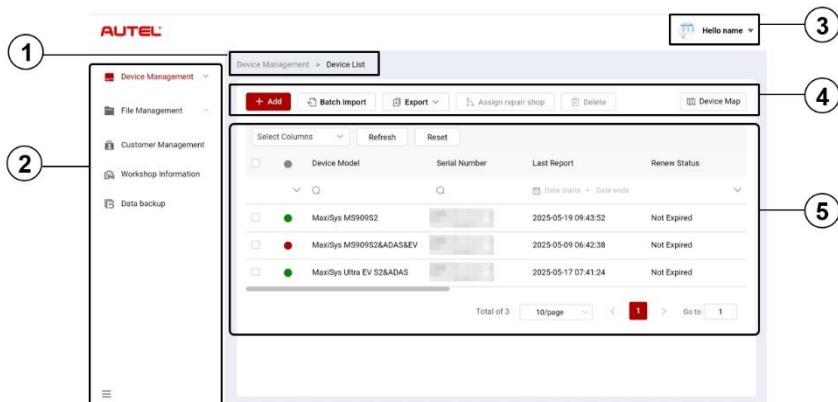 AUTEL
Hello name
3
1
Device Management > Device List
Device Management
+ Add
Batch Import
Export
Assign repair shop
Delete
Device Map
4
File Management
Select Columns
Refresh
Reset
Customer Management
Device Model
Serial Number
Last Report
Renew Status
2
Workshop Information
Date starts - Date ends
Data backup
MaxiSys MS909S2
2025-05-19 09:43:52
Not Expired
5
MaxiSys MS909S2&ADAS&EV
2025-05-09 06:42:38
Not Expired
MaxiSys Ultra EV S2&ADAS
2025-05-17 07:41:24
Not Expired
Total of 3
10/page
<
1
>
Go to
1